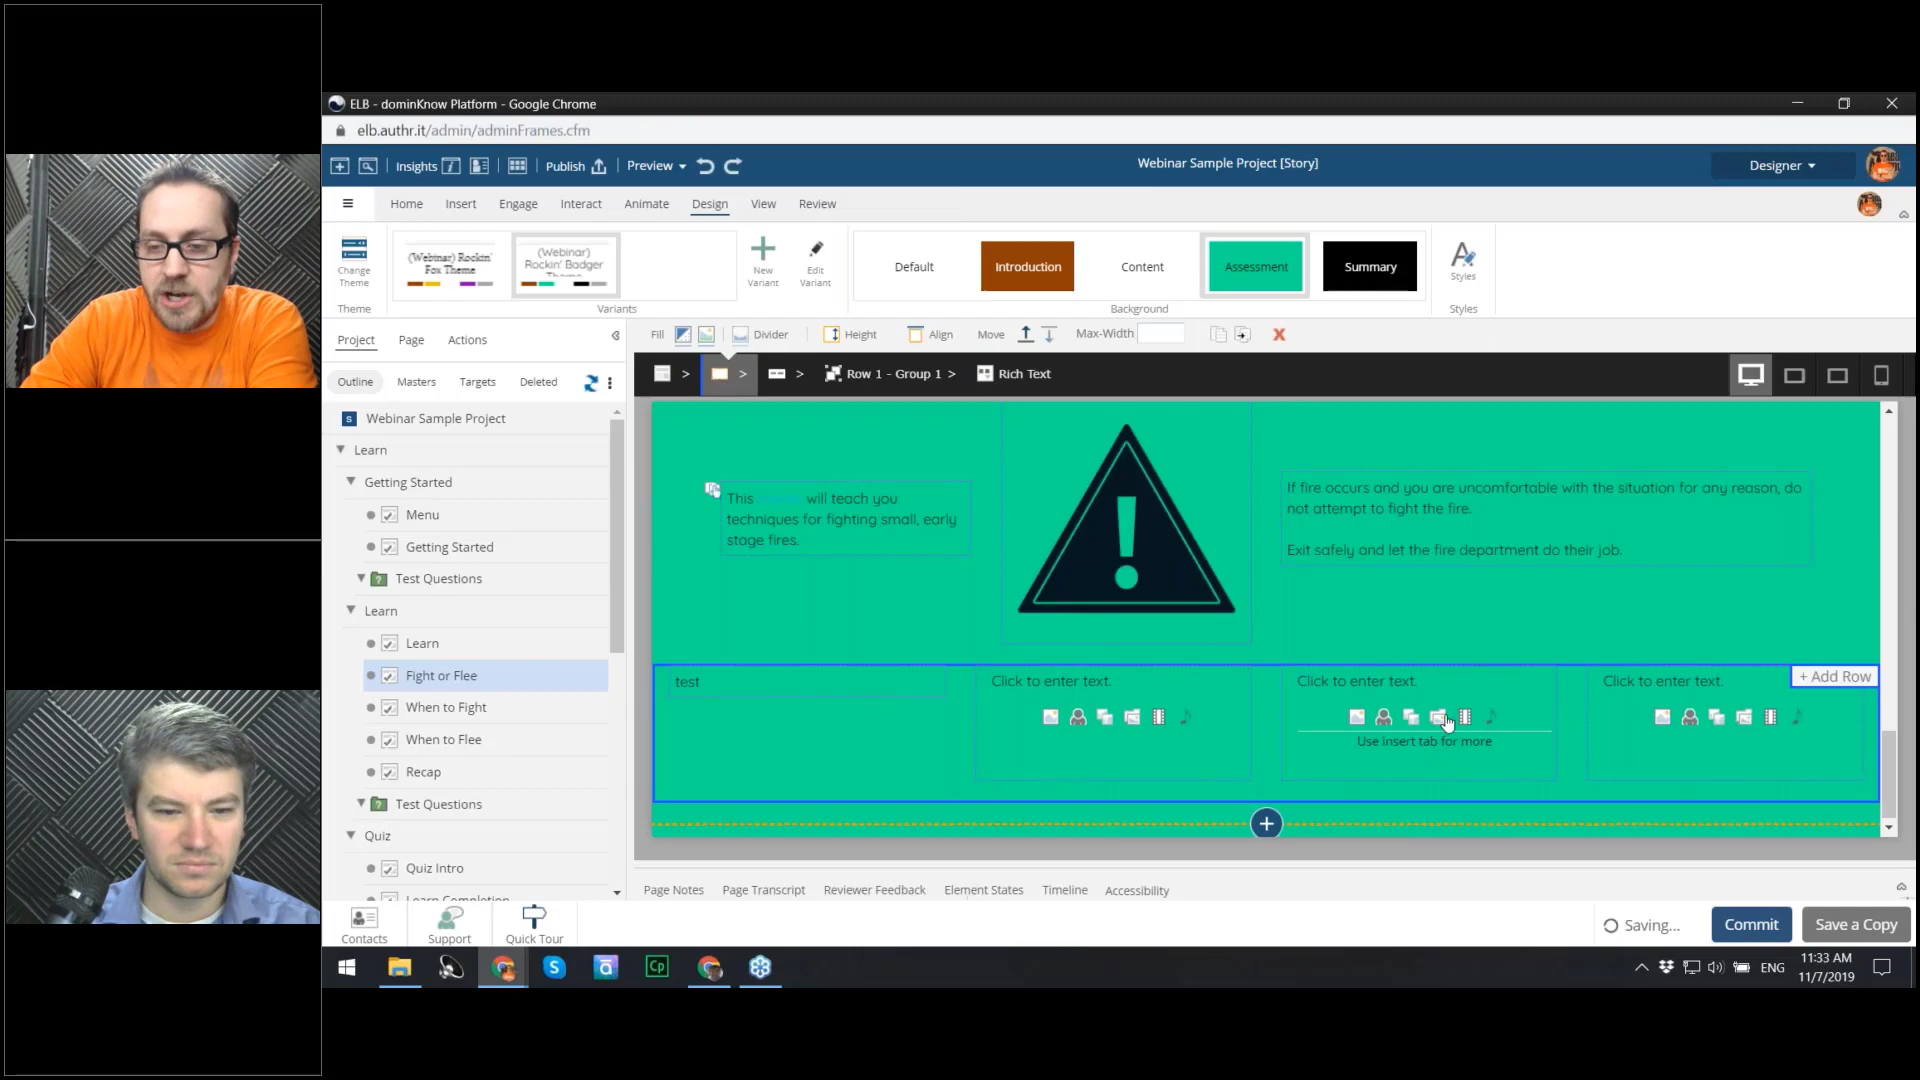 ELB - dominKnow Platform - Google Chrome
elb.authr.it/admin/adminFrames.cfm
Insights
Publish
Preview
Webinar Sample Project [Story]
Designer
Home
Insert
Engage
Interact
Animate
Design
View
Review
Change
Theme
(Webinar) Rockin'
Fox Theme
(Webinar)
Rockin' Badger
New
Variant
Edit
Variant
Default
Introduction
Content
Assessment
Summary
Styles
Theme
Variants
Background
Styles
Project
Page
Actions
Fill
Divider
Height
Align
Move
Max-Width
X
Outline
Masters
Targets
Deleted
>
>
>
Row 1 - Group 1 >
Rich Text
S
Webinar Sample Project
Learn
Getting Started
Menu
Getting Started
Test Questions
Learn
Learn
Fight or Flee
When to Fight
When to Flee
Recap
Test Questions
Quiz
Quiz Intro
Learn Completion
This will teach you
techniques for fighting small, early
stage fires.
!
If fire occurs and you are uncomfortable with the situation for any reason, do
not attempt to fight the fire.
Exit safely and let the fire department do their job.
test
Click to enter text.
Click to enter text.
Use insert tab for more
Click to enter text.
+ Add Row
Page Notes
Page Transcript
Reviewer Feedback
Element States
Timeline
Accessibility
Contacts
Support
Quick Tour
Saving...
Commit
Save a Copy
S
a
Cp
ENG
11:33 AM
11/7/2019